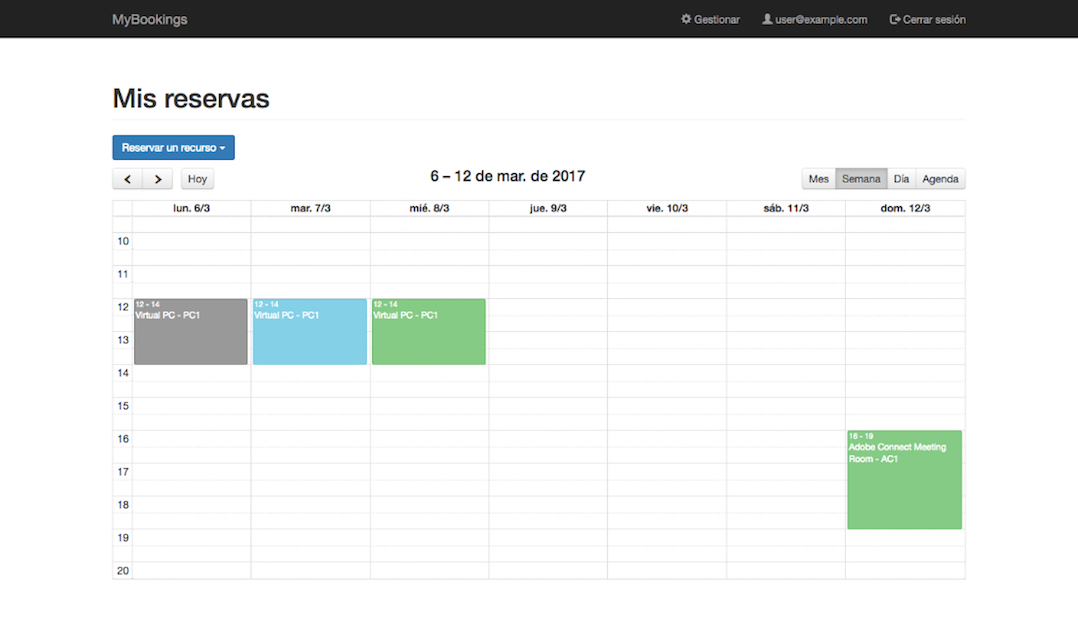 MyBookings Gestionar user@example.com Cerrar sesión
Mis reservas
Reservar un recurso
Hoy 6 – 12 de mar. de 2017 Mes Semana Día Agenda
lun. 6/3 mar. 7/3 mié. 8/3 jue. 9/3 vie. 10/3 sáb. 11/3 dom. 12/3
10
11
12
12 - 14
Virtual PC - PC1
12 - 14
Virtual PC - PC1
12 - 14
Virtual PC - PC1
13
14
15
16
16 - 19
Adobe Connect Meeting
Room - AC1
17
18
19
20